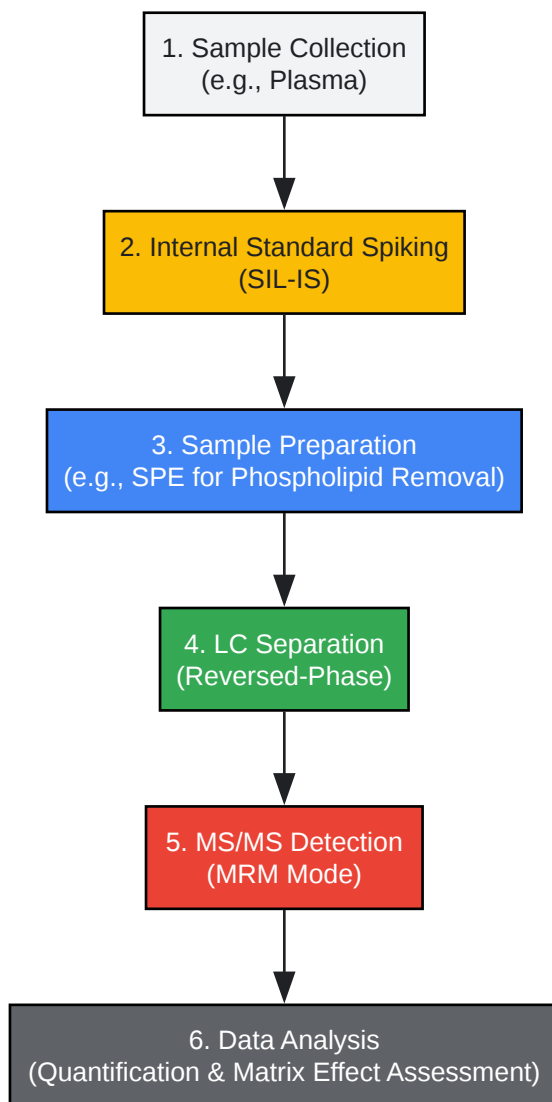 1. Sample Collection
(e.g., Plasma)
2. Internal Standard Spiking
(SIL-IS)
3. Sample Preparation
(e.g., SPE for Phospholipid Removal)
4. LC Separation
(Reversed-Phase)
5. MS/MS Detection
(MRM Mode)
6. Data Analysis
(Quantification & Matrix Effect Assessment)